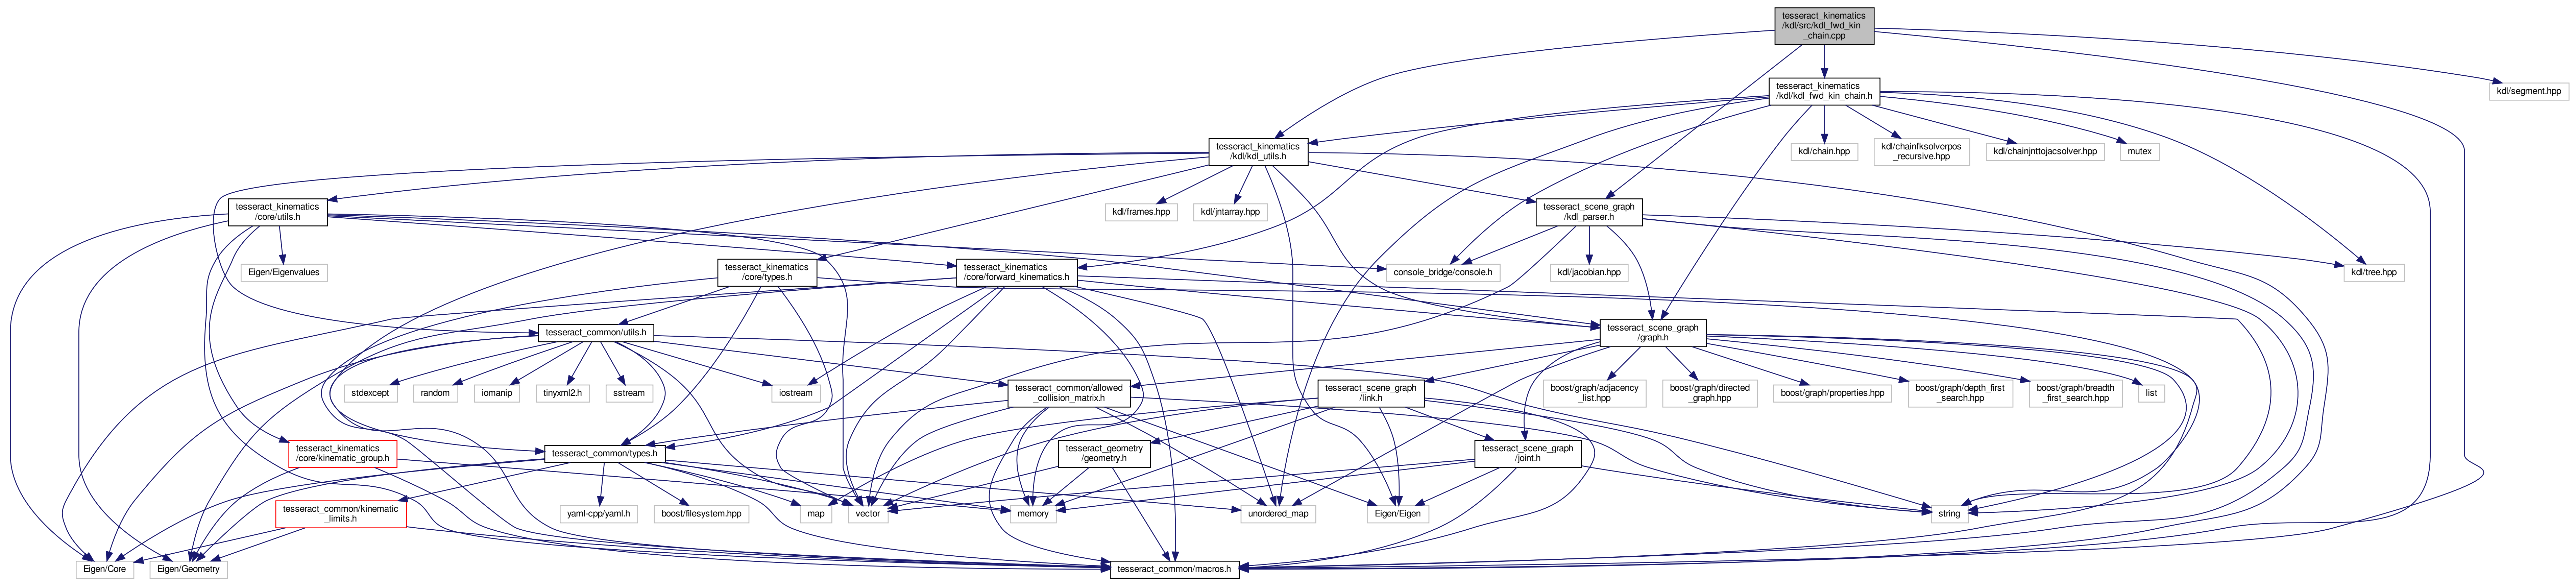 tesseract_kinematics
/kdl/src/kdl_fwd_kin
_chain.cpp
tesseract_kinematics
/kdl/kdl_fwd_kin_chain.h
kdl/segment.hpp
tesseract_kinematics
/kdl/kdl_utils.h
kdl/chain.hpp
kdl/chainfksolverpos
_recursive.hpp
kdl/chainjnttojacsolver.hpp
mutex
tesseract_kinematics
/core/utils.h
kdl/frames.hpp
kdl/jntarray.hpp
tesseract_scene_graph
/kdl_parser.h
Eigen/Eigenvalues
tesseract_kinematics
/core/types.h
tesseract_kinematics
/core/forward_kinematics.h
console_bridge/console.h
kdl/jacobian.hpp
kdl/tree.hpp
tesseract_common/utils.h
tesseract_scene_graph
/graph.h
stdexcept
random
iomanip
tinyxml2.h
sstream
iostream
tesseract_common/allowed
_collision_matrix.h
tesseract_scene_graph
/link.h
boost/graph/adjacency
_list.hpp
boost/graph/directed
_graph.hpp
boost/graph/properties.hpp
boost/graph/depth_first
_search.hpp
boost/graph/breadth
_first_search.hpp
list
tesseract_kinematics
/core/kinematic_group.h
tesseract_common/types.h
tesseract_geometry
/geometry.h
tesseract_scene_graph
/joint.h
tesseract_common/kinematic
_limits.h
yaml-cpp/yaml.h
boost/filesystem.hpp
map
vector
memory
unordered_map
Eigen/Eigen
string
Eigen/Core
Eigen/Geometry
tesseract_common/macros.h